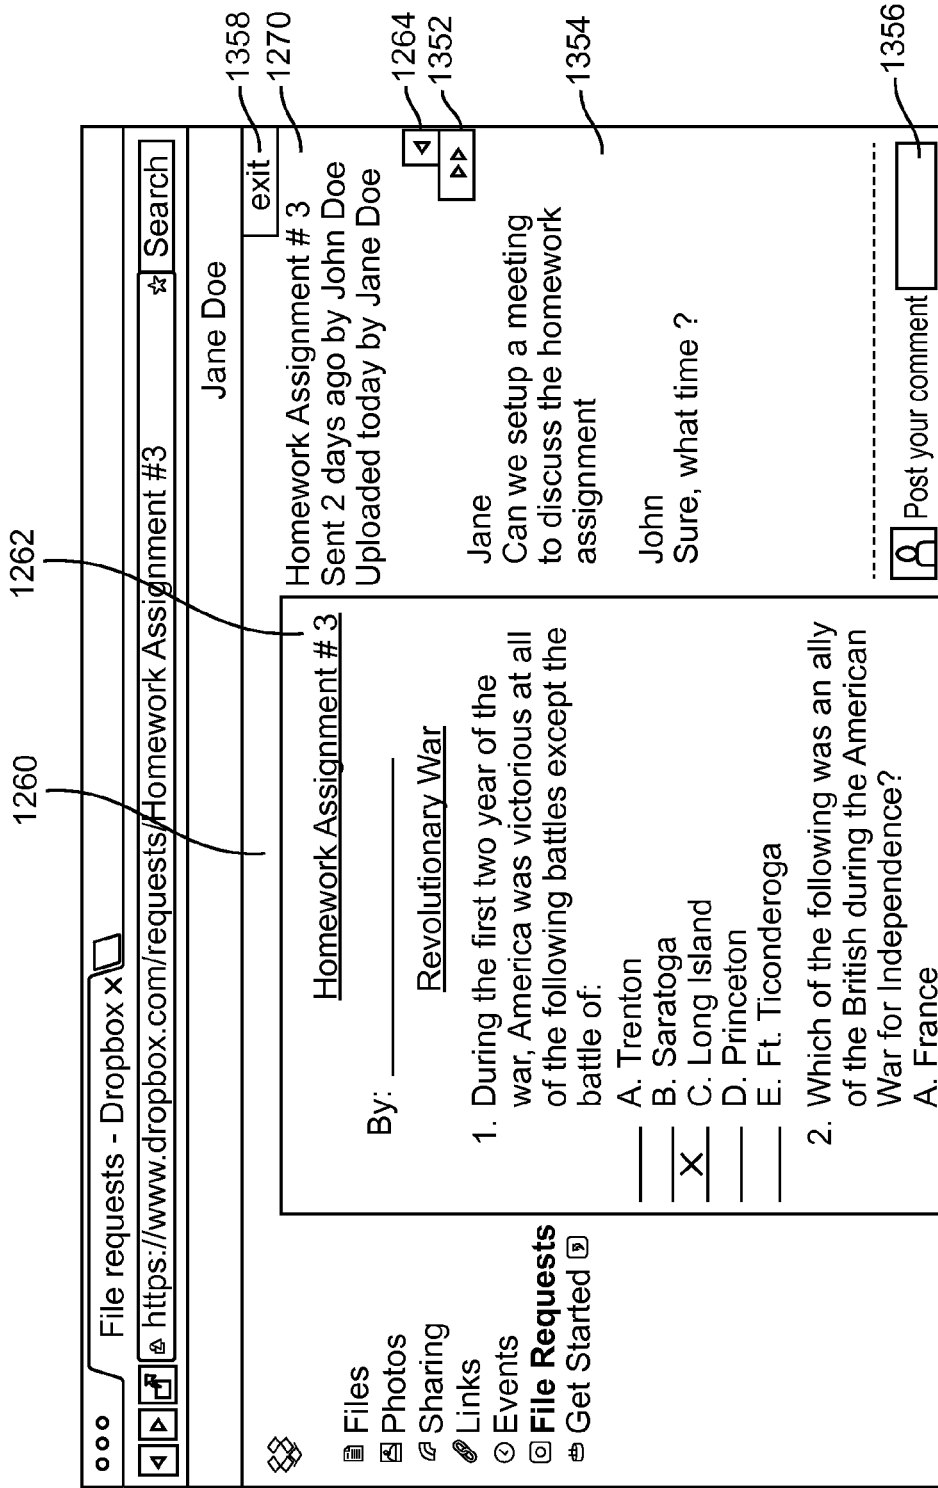 1260
1262
File requests - Dropbox X
https://www.dropbox.com/requests/Homework Assignment #3
Search
Jane Doe
exit
1358
1270
1264
1352
1354
1356
Files
Photos
Sharing
Links
Events
File Requests
Get Started
Homework Assignment # 3
By:
Revolutionary War
1. During the first two year of the
war, America was victorious at all
of the following battles except the
battle of:
A. Trenton
B. Saratoga
X C. Long Island
D. Princeton
E. Ft. Ticonderoga
2. Which of the following was an ally
of the British during the American
War for Independence?
A. France
Homework Assignment # 3
Sent 2 days ago by John Doe
Uploaded today by Jane Doe
Jane
Can we setup a meeting
to discuss the homework
assignment
John
Sure, what time ?
Post your comment